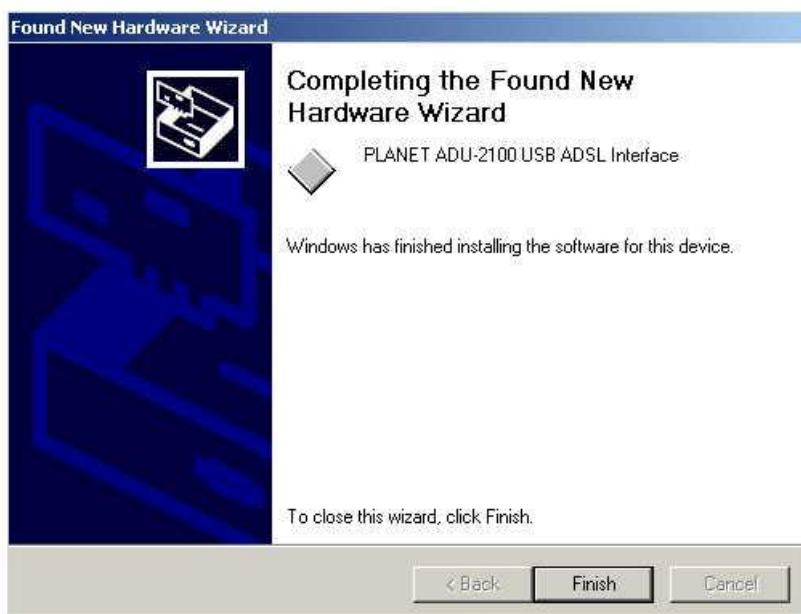 Found New Hardware Wizard
Completing the Found New
Hardware Wizard
PLANET ADU-2100 USB ADSL Interface
Windows has finished installing the software for this device.
To close this wizard, click Finish.
< Back
Finish
Cancel